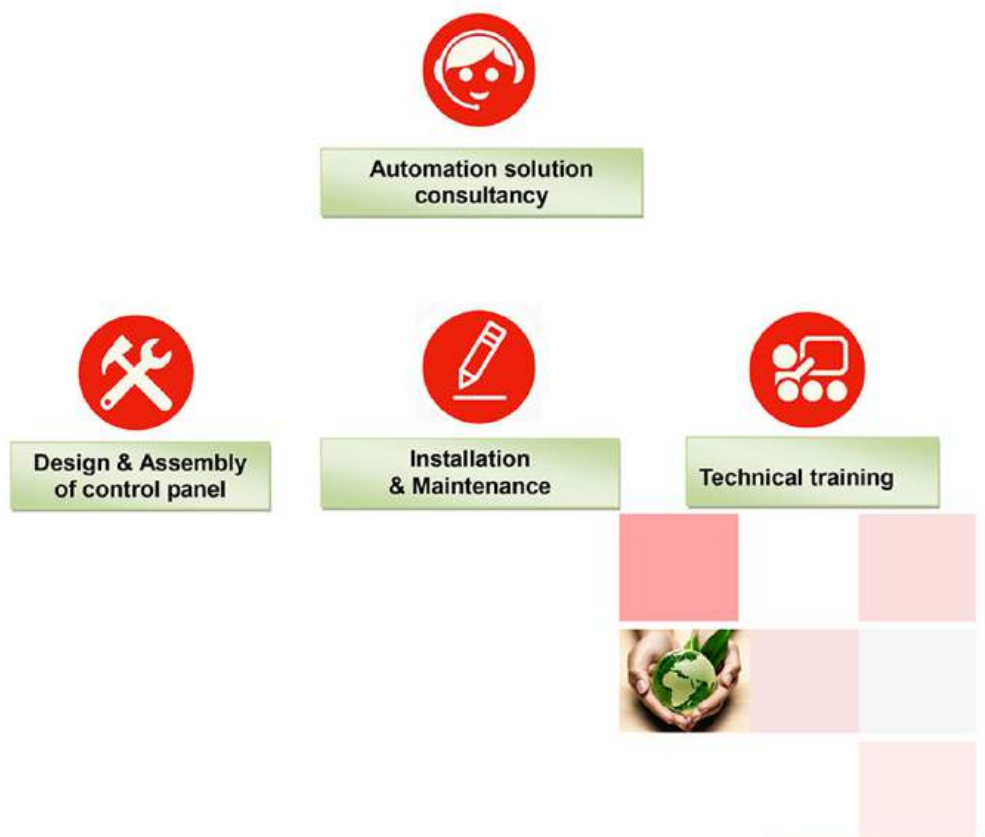 Automation solution
consultancy
Design & Assembly
of control panel
Installation
& Maintenance
Technical training